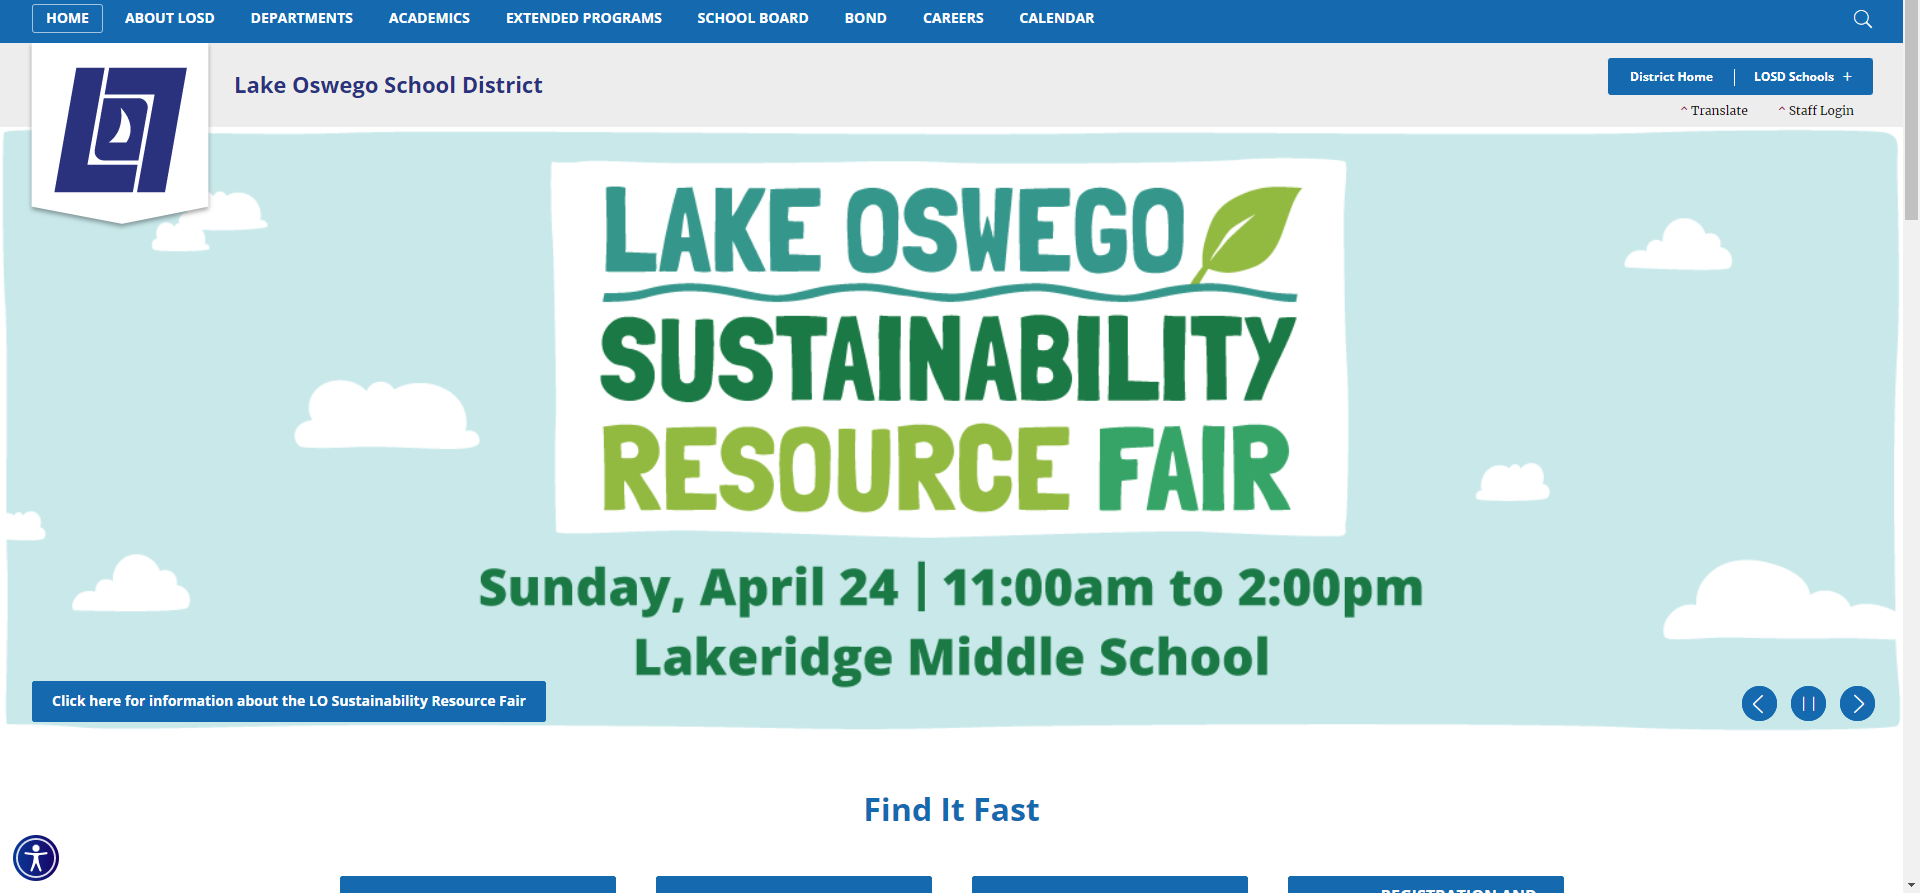 HOME ABOUT LOSD DEPARTMENTS ACADEMICS EXTENDED PROGRAMS SCHOOL BOARD BOND CAREERS CALENDAR
Lake Oswego School District
District Home | LOSD Schools +
^ Translate ^ Staff Login
LAKE OSWEGO
SUSTAINABILITY
RESOURCE FAIR
Sunday, April 24 | 11:00am to 2:00pm
Lakeridge Middle School
Click here for information about the LO Sustainability Resource Fair
Find It Fast
REGISTRATION AND